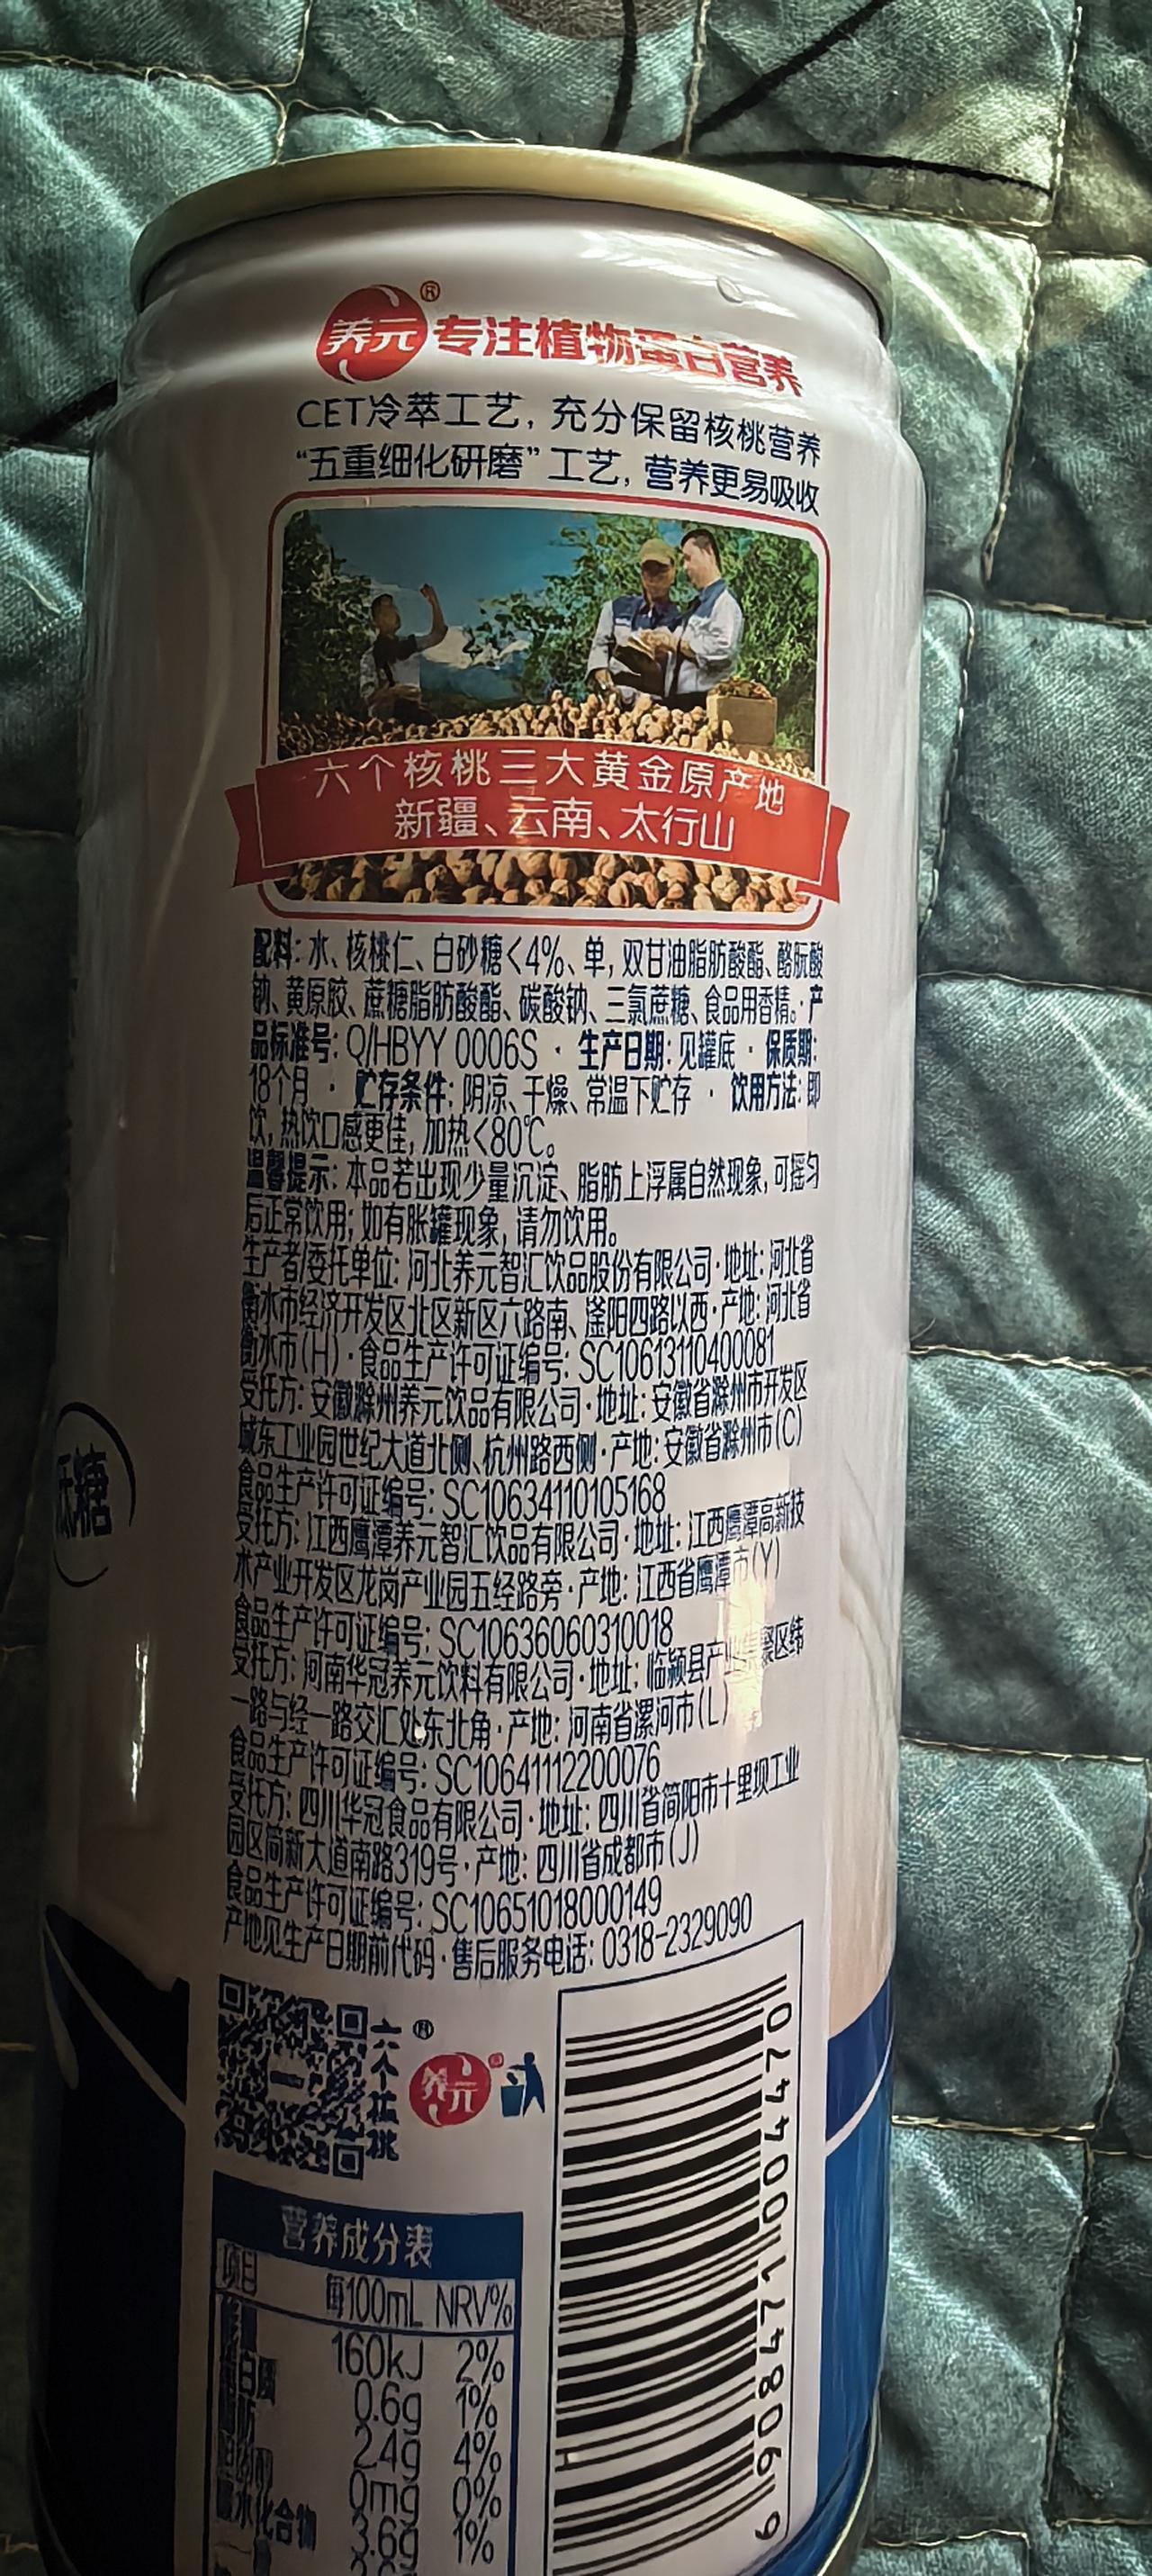 养元®专注植物蛋白营养
CET冷萃工艺，充分保留核桃营养
“五重细化研磨”工艺，营养更易吸收
六个核桃三大黄金原产地
新疆、云南、太行山
配料：水、核桃仁、白砂糖<4%、单，双甘油脂肪酸酯、酪朊酸
钠、黄原胶、蔗糖脂肪酸酯、碳酸钠、三氯蔗糖、食品用香精。·产
品标准号：Q/HBYY 0006S · 生产日期：见罐底 · 保质期：
18个月 · 贮存条件：阴凉、干燥、常温下贮存 · 饮用方法：即
饮，热饮口感更佳，加热<80℃。
温馨提示：本品若出现少量沉淀、脂肪上浮属自然现象，可摇匀
后正常饮用；如有胀罐现象，请勿饮用。
生产者/委托单位：河北养元智汇饮品股份有限公司·地址：河北省
衡水市经济开发区北区新区六路南、滏阳四路以西·产地：河北省
衡水市(H)·食品生产许可证编号：SC10613110400081
受托方：安徽滁州养元饮品有限公司·地址：安徽省滁州市开发区
城东工业园世纪大道北侧、杭州路西侧·产地：安徽省滁州市(C)
食品生产许可证编号：SC10634110105168
受托方：江西鹰潭养元智汇饮品有限公司·地址：江西鹰潭高新技
术产业开发区龙岗产业园五经路旁·产地：江西省鹰潭市(Y)
食品生产许可证编号：SC10636060310018
受托方：河南华冠养元饮料有限公司·地址：临颍县产业集聚区纬
一路与经一路交汇处东北角·产地：河南省漯河市(L)
食品生产许可证编号：SC10641112200076
受托方：四川华冠食品有限公司·地址：四川省简阳市十里坝工业
园区简新大道南路319号·产地：四川省成都市(J)
食品生产许可证编号：SC10651018000149
产地见生产日期前代码·售后服务电话：0318-2329090
低糖
六个核桃®
养元®
营养成分表
项目 每100mL NRV%
160kJ 2%
蛋白质 0.6g 1%
脂肪 2.4g 4%
胆固醇 0mg 0%
碳水化合物 3.6g 1%